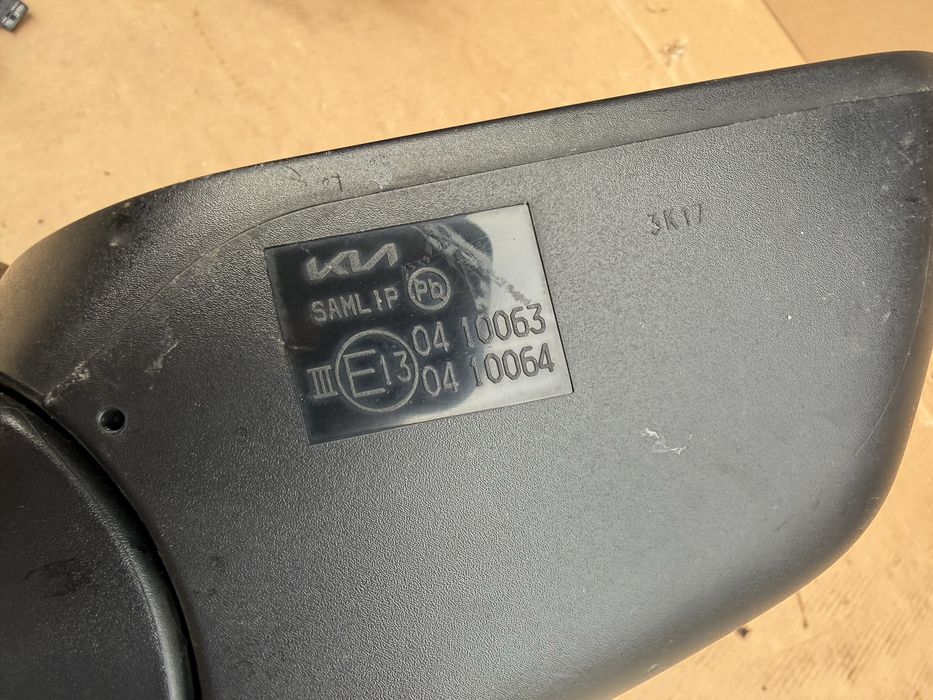 KIA
SAMLIP Pb
III E13 04 10063
04 10064
3K17